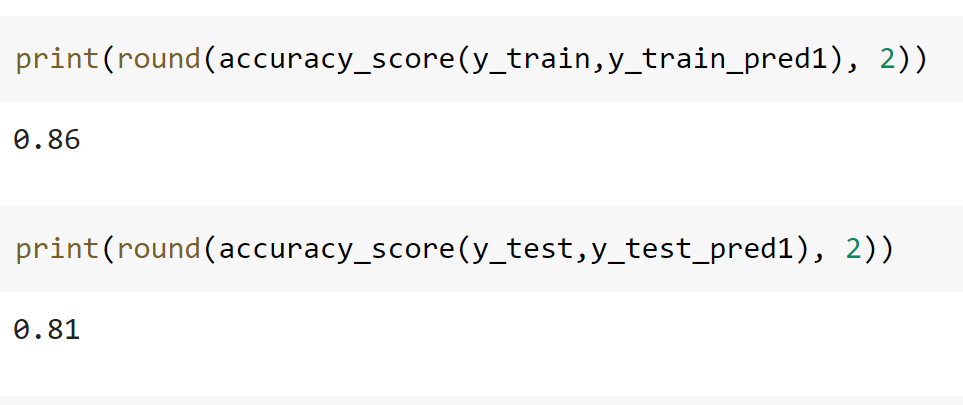 print(round(accuracy_score(y_train,y_train_pred1), 2))
0.86
print(round(accuracy_score(y_test,y_test_pred1), 2))
0.81